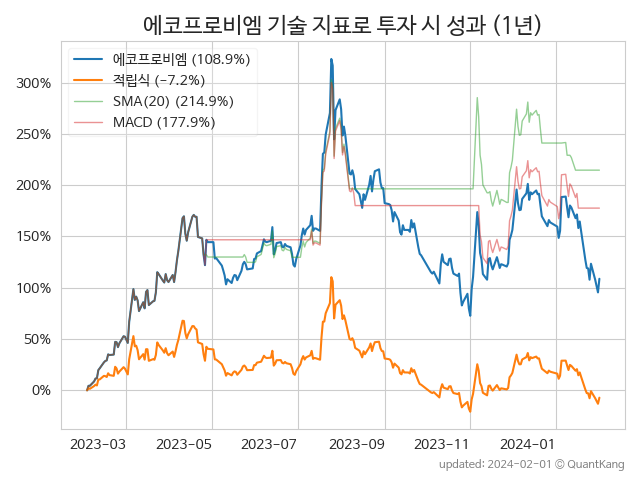 에코프로비엠 기술 지표로 투자 시 성과 (1년)
에코프로비엠 (108.9%)
적립식 (-7.2%)
SMA(20) (214.9%)
MACD (177.9%)
300%
250%
200%
150%
100%
50%
0%
2023-03 2023-05 2023-07 2023-09 2023-11 2024-01
updated: 2024-02-01 © QuantKang